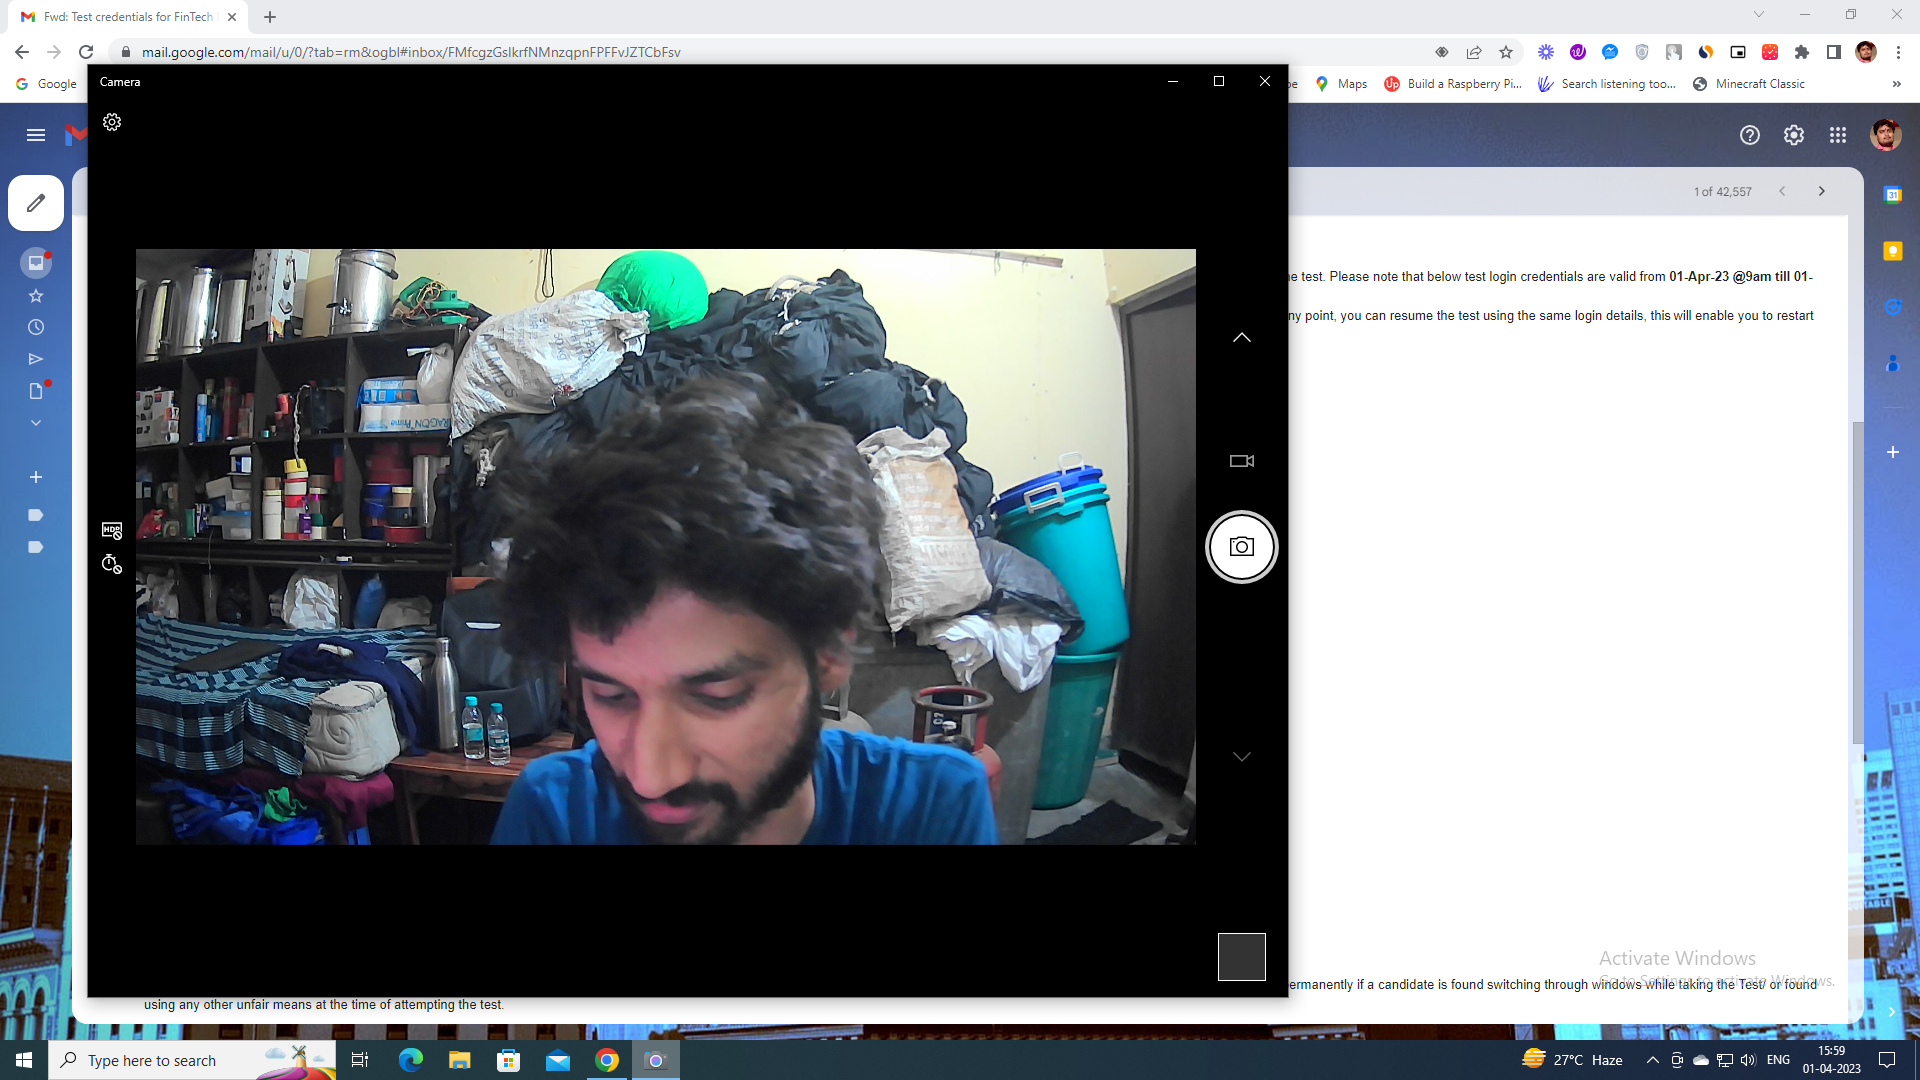 Fwd: Test credentials for FinTech
mail.google.com/mail/u/0/?tab=rm&ogbl#inbox/FMfcgzGslkrfNMnzqpnFPFFvJZTCbFsv
Google
pe
Maps
Build a Raspberry Pi...
Search listening too...
Minecraft Classic
»
Camera
1 of 42,557
31
e test. Please note that below test login credentials are valid from 01-Apr-23 @9am till 01-
ny point, you can resume the test using the same login details, this will enable you to restart
HDR
Activate Windows
Go to Settings to activate Windows.
ermanently if a candidate is found switching through windows while taking the Test/ or found
using any other unfair means at the time of attempting the test.
Type here to search
27°C Haze
ENG
15:59
01-04-2023